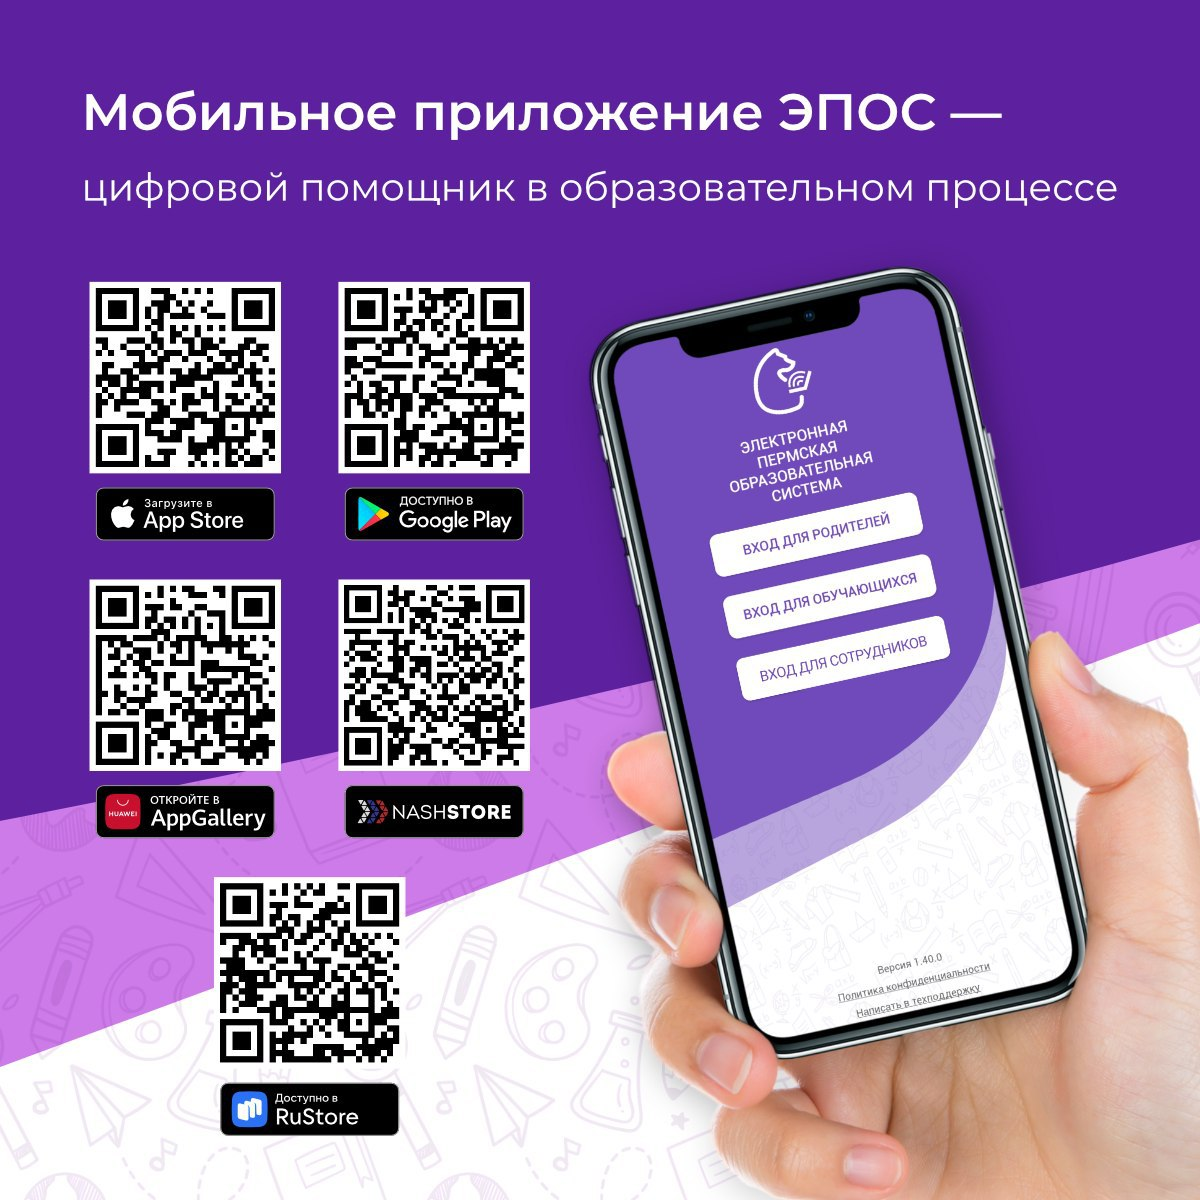 Мобильное приложение ЭПОС —
цифровой помощник в образовательном процессе
Загрузите в
App Store
ДОСТУПНО В
Google Play
HUAWEI
ОТКРОЙТЕ В
AppGallery
NASHSTORE
Доступно в
RuStore
ЭЛЕКТРОННАЯ
ПЕРМСКАЯ
ОБРАЗОВАТЕЛЬНАЯ
СИСТЕМА
ВХОД ДЛЯ РОДИТЕЛЕЙ
ВХОД ДЛЯ ОБУЧАЮЩИХСЯ
ВХОД ДЛЯ СОТРУДНИКОВ
Версия 1.40.0
Политика конфиденциальности
Написать в техподдержку